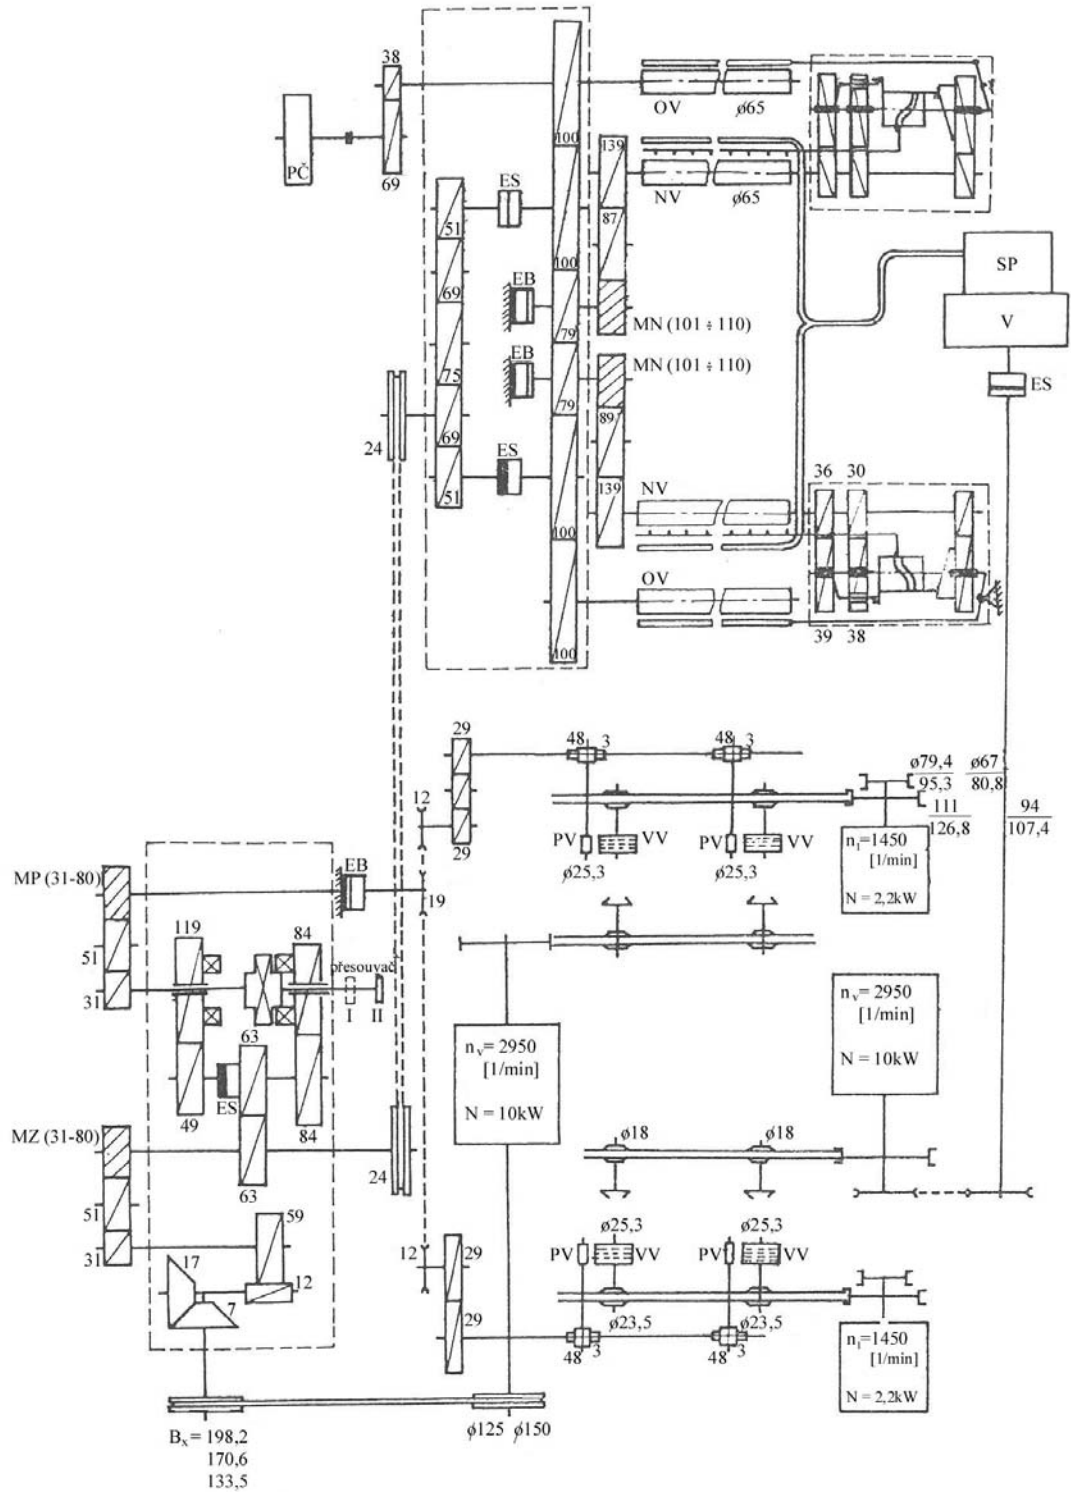 38
PČ
69
100
OV ø65
139
ES
NV ø65
51
87
100
69
EB
MN (101 ÷ 110)
79
EB
MN (101 ÷ 110)
75
79
89
24
69
ES
51
139
NV
100
OV
100
SP
V
ES
36 30
39 38
29
48 3
48 3
12
29
PV VV
PV VV
ø25,3
ø25,3
ø79,4
95,3
ø67
80,8
111
126,8
94
107,4
n₁=1450
[1/min]
N = 2,2kW
MP (31-80)
EB
19
119
84
51
přesouvač
31
I II
63
49
ES
84
MZ (31-80)
63
24
51
59
31
17
12
7
n_v= 2950
[1/min]
N = 10kW
n_v= 2950
[1/min]
N = 10kW
ø18
ø18
ø25,3
ø25,3
12
29
PV VV
PV VV
29
ø23,5
ø23,5
48 3
48 3
n₁=1450
[1/min]
N = 2,2kW
ø125 ø150
Bₓ = 198,2
170,6
133,5